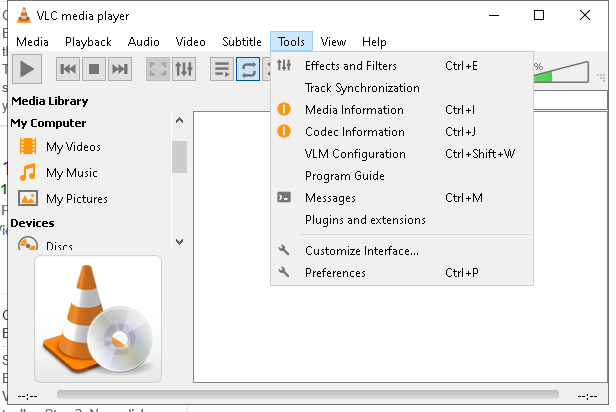 VLC media player
Media Playback Audio Video Subtitle Tools View Help
%
Media Library
My Computer
My Videos
My Music
My Pictures
Devices
Discs
Effects and Filters Ctrl+E
Track Synchronization
Media Information Ctrl+I
Codec Information Ctrl+J
VLM Configuration Ctrl+Shift+W
Program Guide
Messages Ctrl+M
Plugins and extensions
Customize Interface...
Preferences Ctrl+P
--:-- --:--